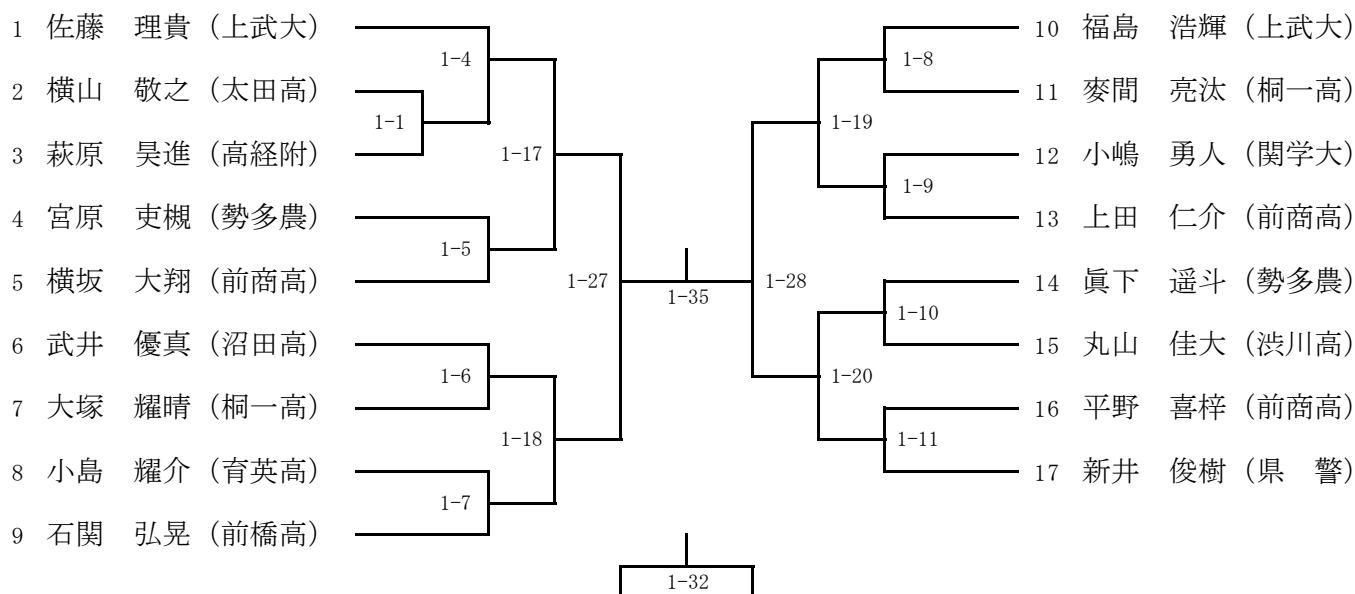 1 佐藤 理貴 (上武大)
2 横山 敬之 (太田高)
3 萩原 昊進 (高経附)
4 宮原 吏槻 (勢多農)
5 横坂 大翔 (前商高)
6 武井 優真 (沼田高)
7 大塚 耀晴 (桐一高)
8 小島 耀介 (育英高)
9 石関 弘晃 (前橋高)
1-4
1-1
1-17
1-5
1-27
1-6
1-18
1-7
1-35
1-32
1-28
1-8
1-19
1-9
1-10
1-20
1-11
10 福島 浩輝 (上武大)
11 麥間 亮汰 (桐一高)
12 小嶋 勇人 (関学大)
13 上田 仁介 (前商高)
14 眞下 遥斗 (勢多農)
15 丸山 佳大 (渋川高)
16 平野 喜梓 (前商高)
17 新井 俊樹 (県 警)